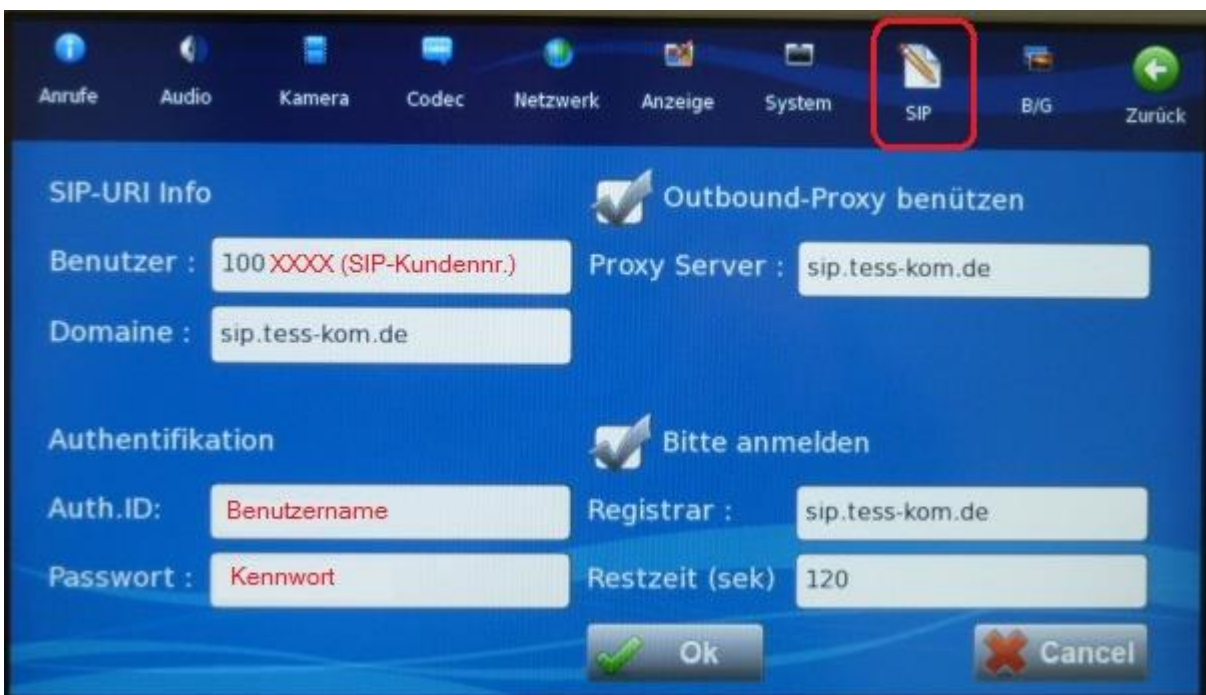 Anrufe Audio Kamera Codec Netzwerk Anzeige System SIP B/G Zurück
SIP-URI Info
Outbound-Proxy benützen
Benutzer : 100 XXXX (SIP-Kundennr.)
Proxy Server : sip.tess-kom.de
Domaine : sip.tess-kom.de
Authentifikation
Bitte anmelden
Auth.ID: Benutzername
Registrar : sip.tess-kom.de
Passwort : Kennwort
Restzeit (sek) 120
Ok Cancel